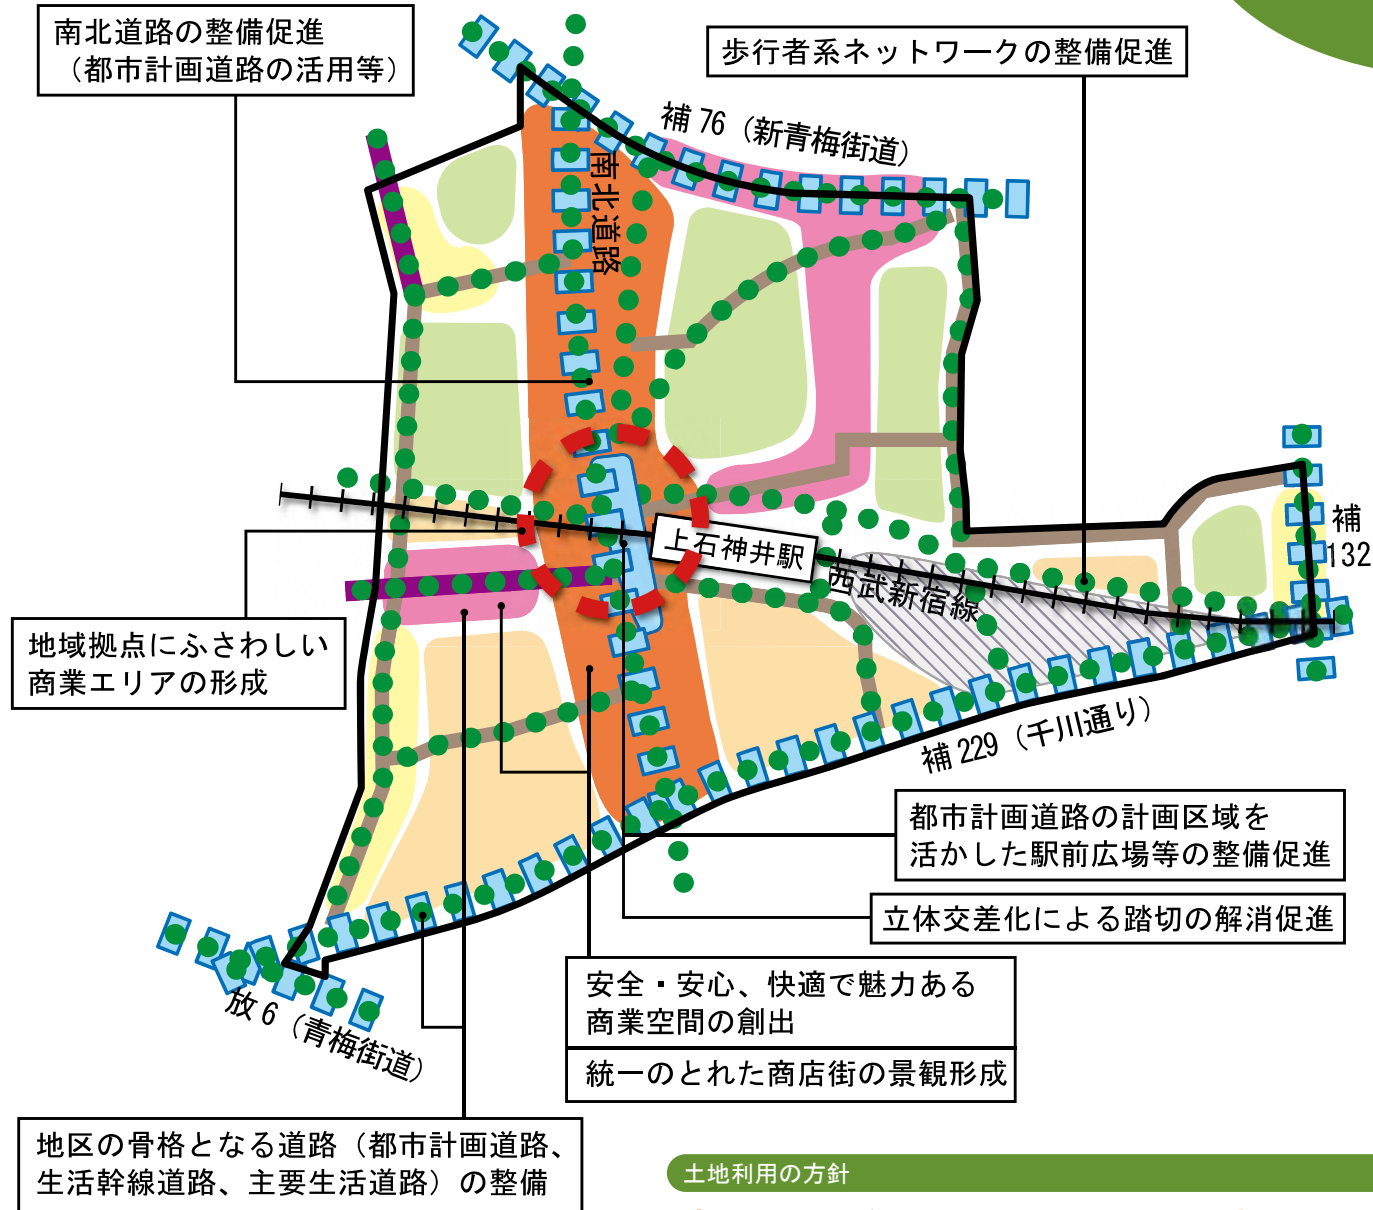 南北道路の整備促進
（都市計画道路の活用等）
歩行者系ネットワークの整備促進
補 76（新青梅街道）
南北道路
上石神井駅
西武新宿線
補
132
地域拠点にふさわしい
商業エリアの形成
補 229（千川通り）
都市計画道路の計画区域を
活かした駅前広場等の整備促進
立体交差化による踏切の解消促進
安全・安心、快適で魅力ある
商業空間の創出
統一のとれた商店街の景観形成
放 6（青梅街道）
地区の骨格となる道路（都市計画道路、
生活幹線道路、主要生活道路）の整備
土地利用の方針